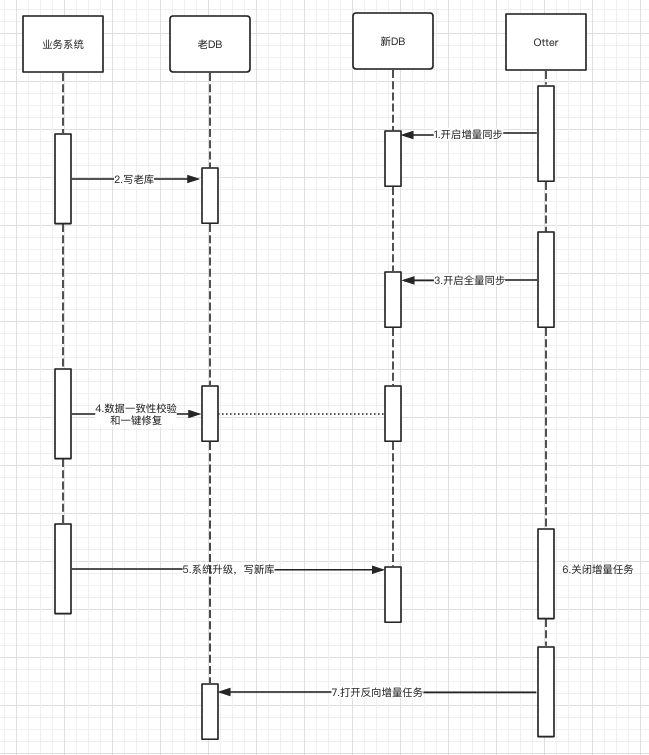 业务系统
老DB
新DB
Otter
1.开启增量同步
2.写老库
3.开启全量同步
4.数据一致性校验
和一键修复
5.系统升级，写新库
6.关闭增量任务
7.打开反向增量任务